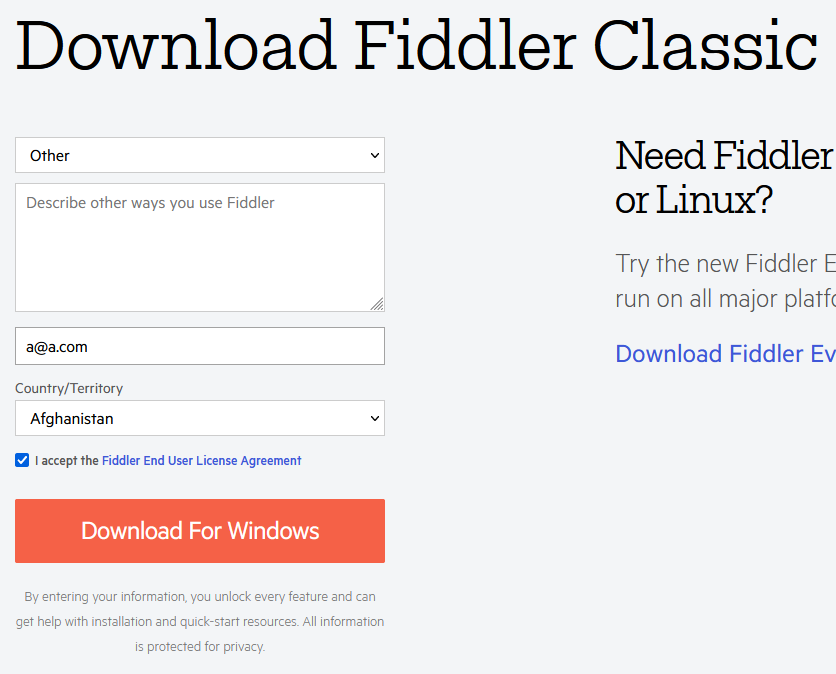 Download Fiddler Classic
Other
Describe other ways you use Fiddler
a@a.com
Country/Territory
Afghanistan
I accept the Fiddler End User License Agreement
Download For Windows
By entering your information, you unlock every feature and can
get help with installation and quick-start resources. All information
is protected for privacy.
Need Fiddler
or Linux?
Try the new Fiddler E
run on all major platfo
Download Fiddler Ev